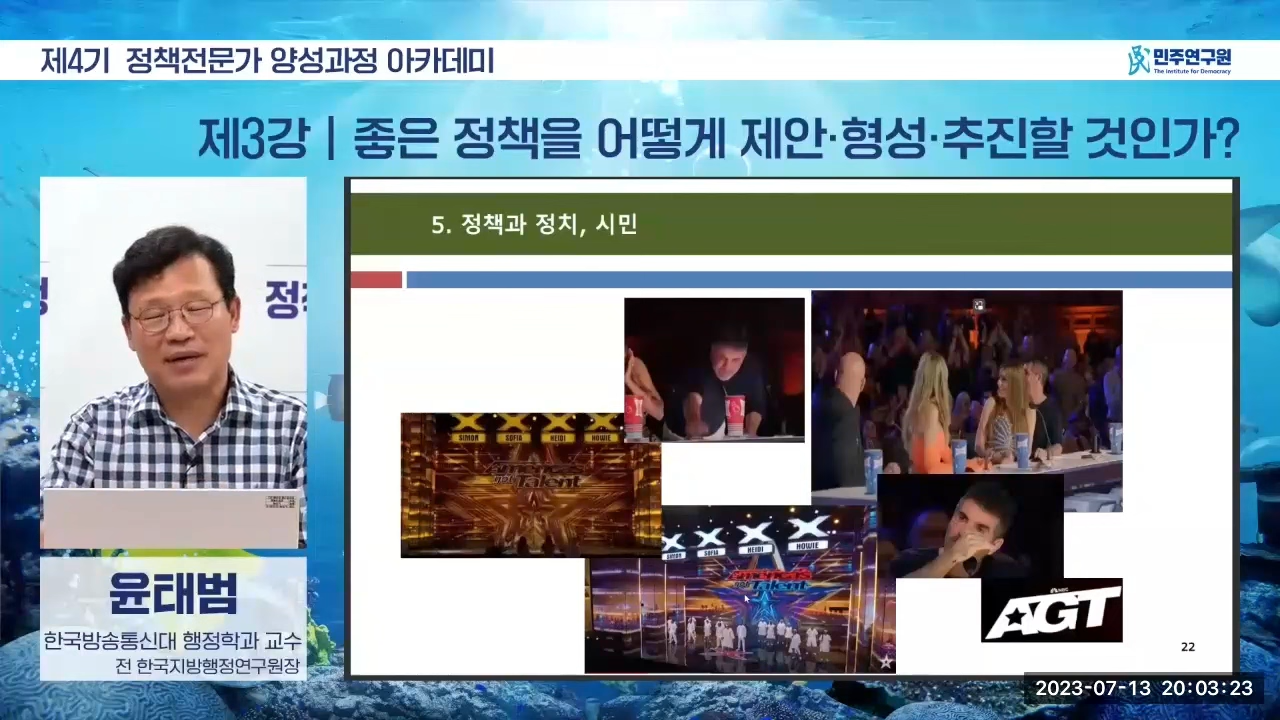 제4기 정책전문가 양성과정 아카데미
민주연구원
The Institute for Democracy
제3강 | 좋은 정책을 어떻게 제안·형성·추진할 것인가?
5. 정책과 정치, 시민
SIMON SOFIA HEIDI HOWIE
Talent
SIMON SOFIA HEIDI HOWIE
Talent
AGT
22
윤태범
한국방송통신대 행정학과 교수
전 한국지방행정연구원장
2023-07-13 20:03:23